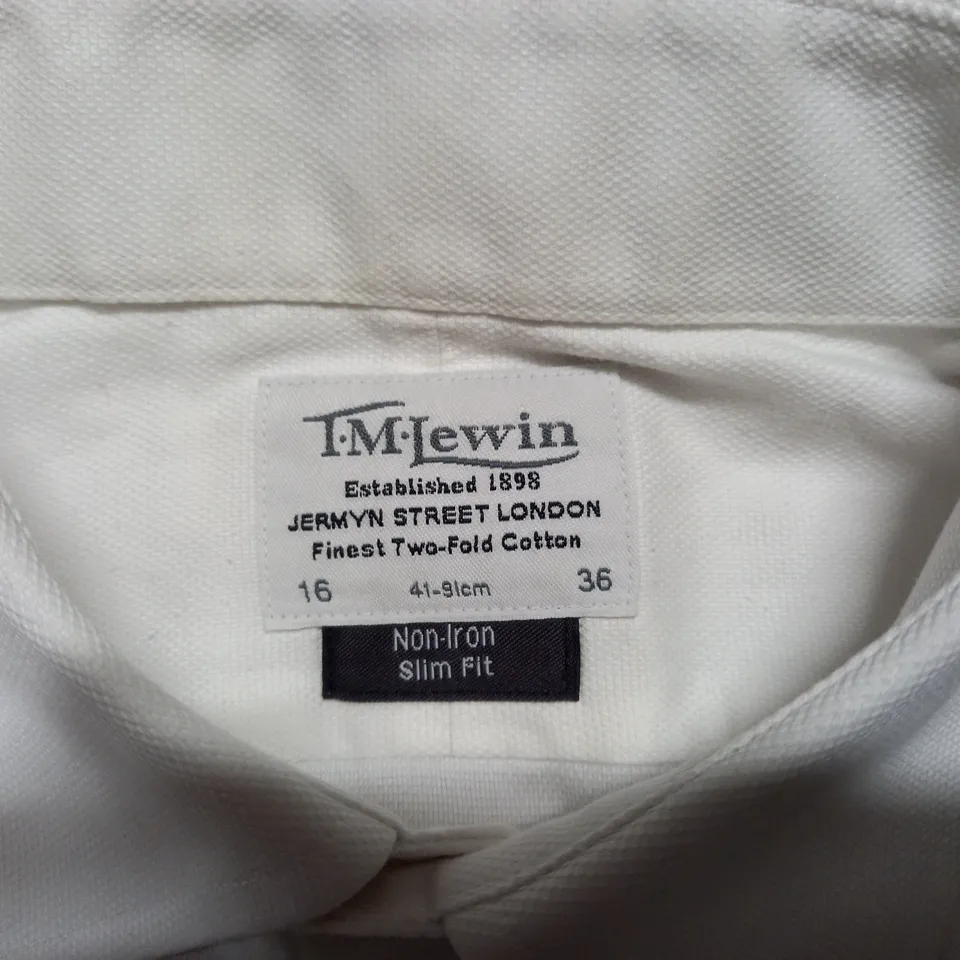 T·M·Lewin
Established 1898
JERMYN STREET LONDON
Finest Two-Fold Cotton
16 41-91cm 36
Non-Iron
Slim Fit